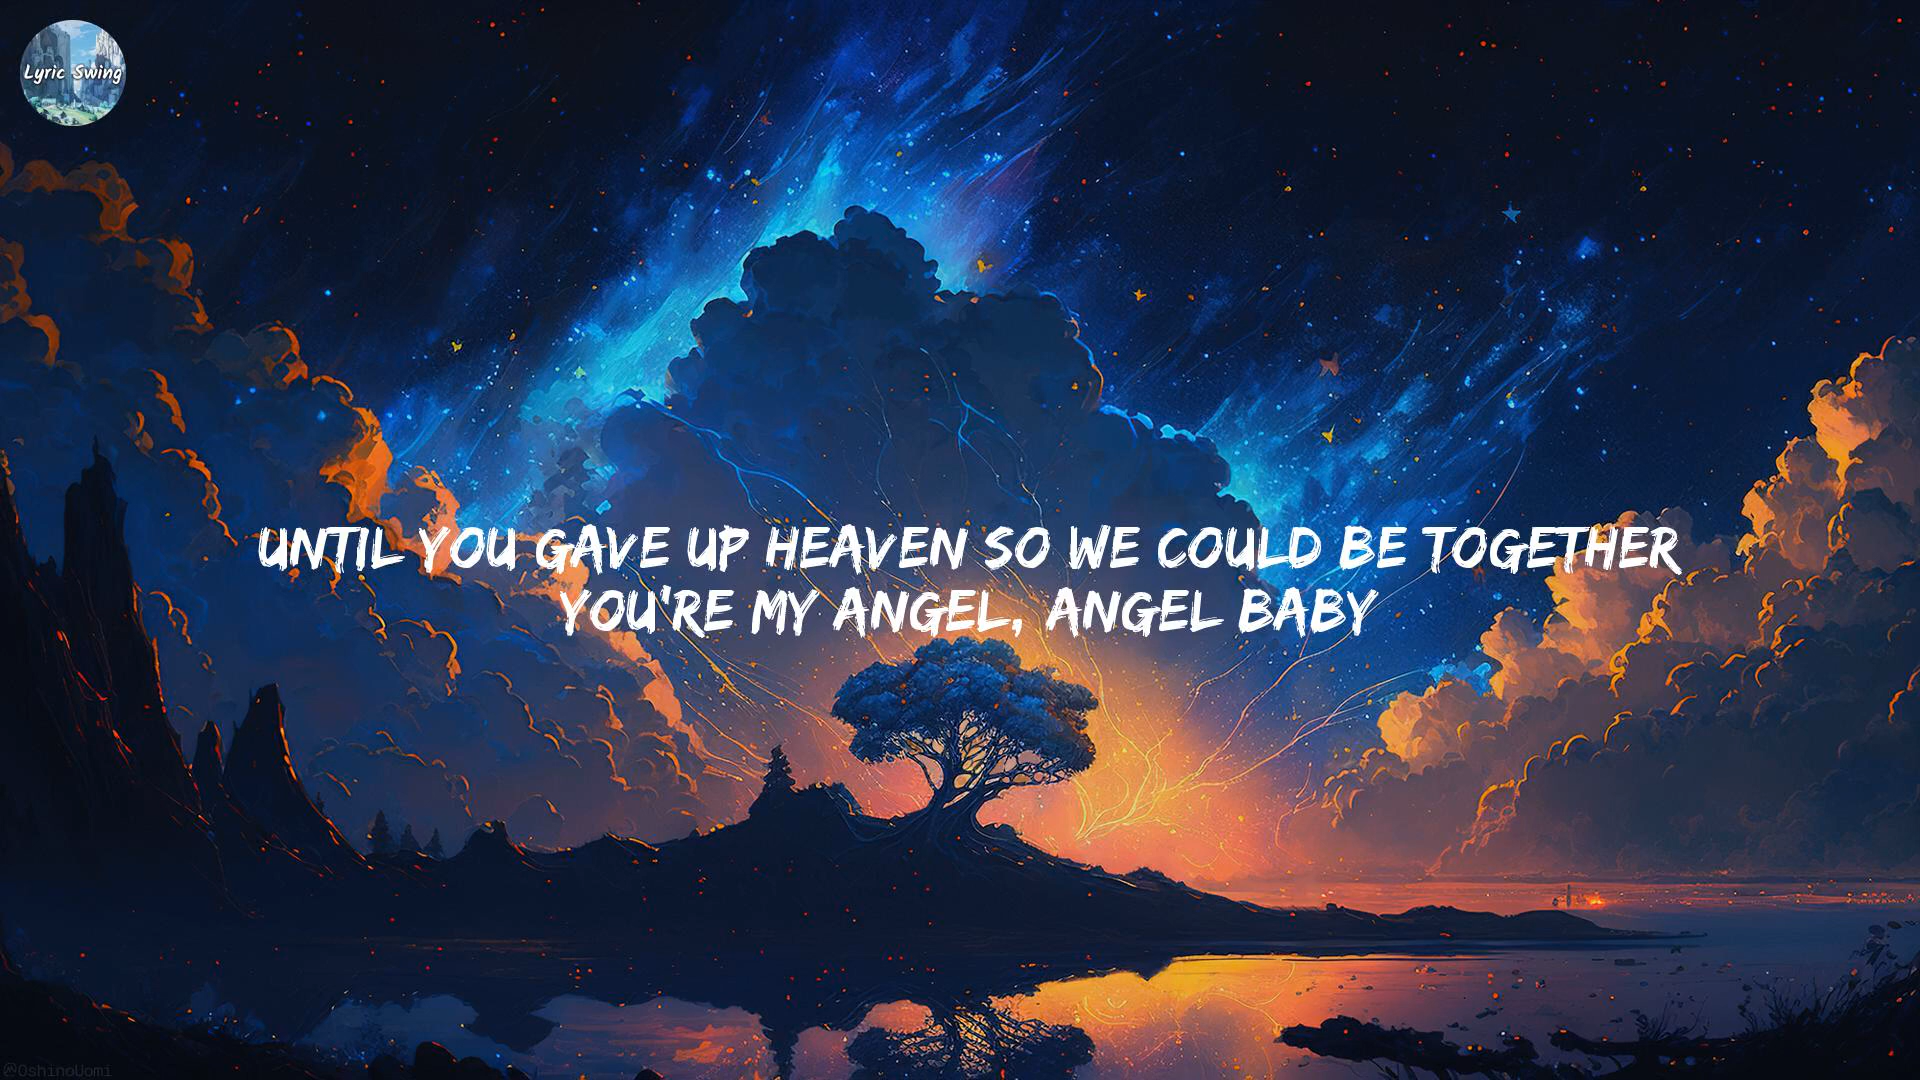 Lyric Swing
UNTIL YOU GAVE UP HEAVEN SO WE COULD BE TOGETHER
YOU'RE MY ANGEL, ANGEL BABY
@OshinoUomi